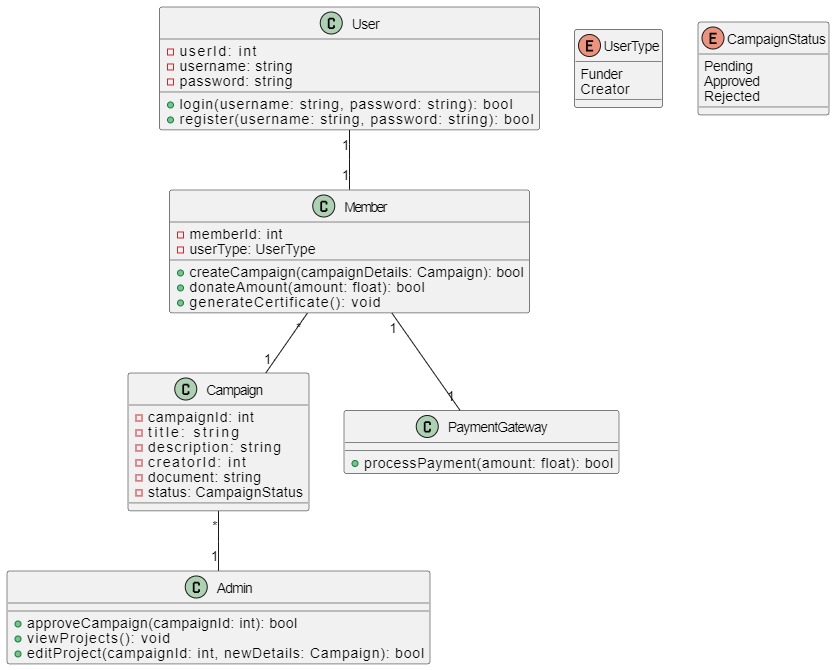 C User
userId: int
username: string
password: string
login(username: string, password: string): bool
register(username: string, password: string): bool
E UserType
Funder
Creator
E CampaignStatus
Pending
Approved
Rejected
1
1
C Member
memberId: int
userType: UserType
createCampaign(campaignDetails: Campaign): bool
donateAmount(amount: float): bool
generateCertificate(): void
* 1
1 1
C Campaign
campaignId: int
title: string
description: string
creatorId: int
document: string
status: CampaignStatus
C PaymentGateway
processPayment(amount: float): bool
*
1
C Admin
approveCampaign(campaignId: int): bool
viewProjects(): void
editProject(campaignId: int, newDetails: Campaign): bool